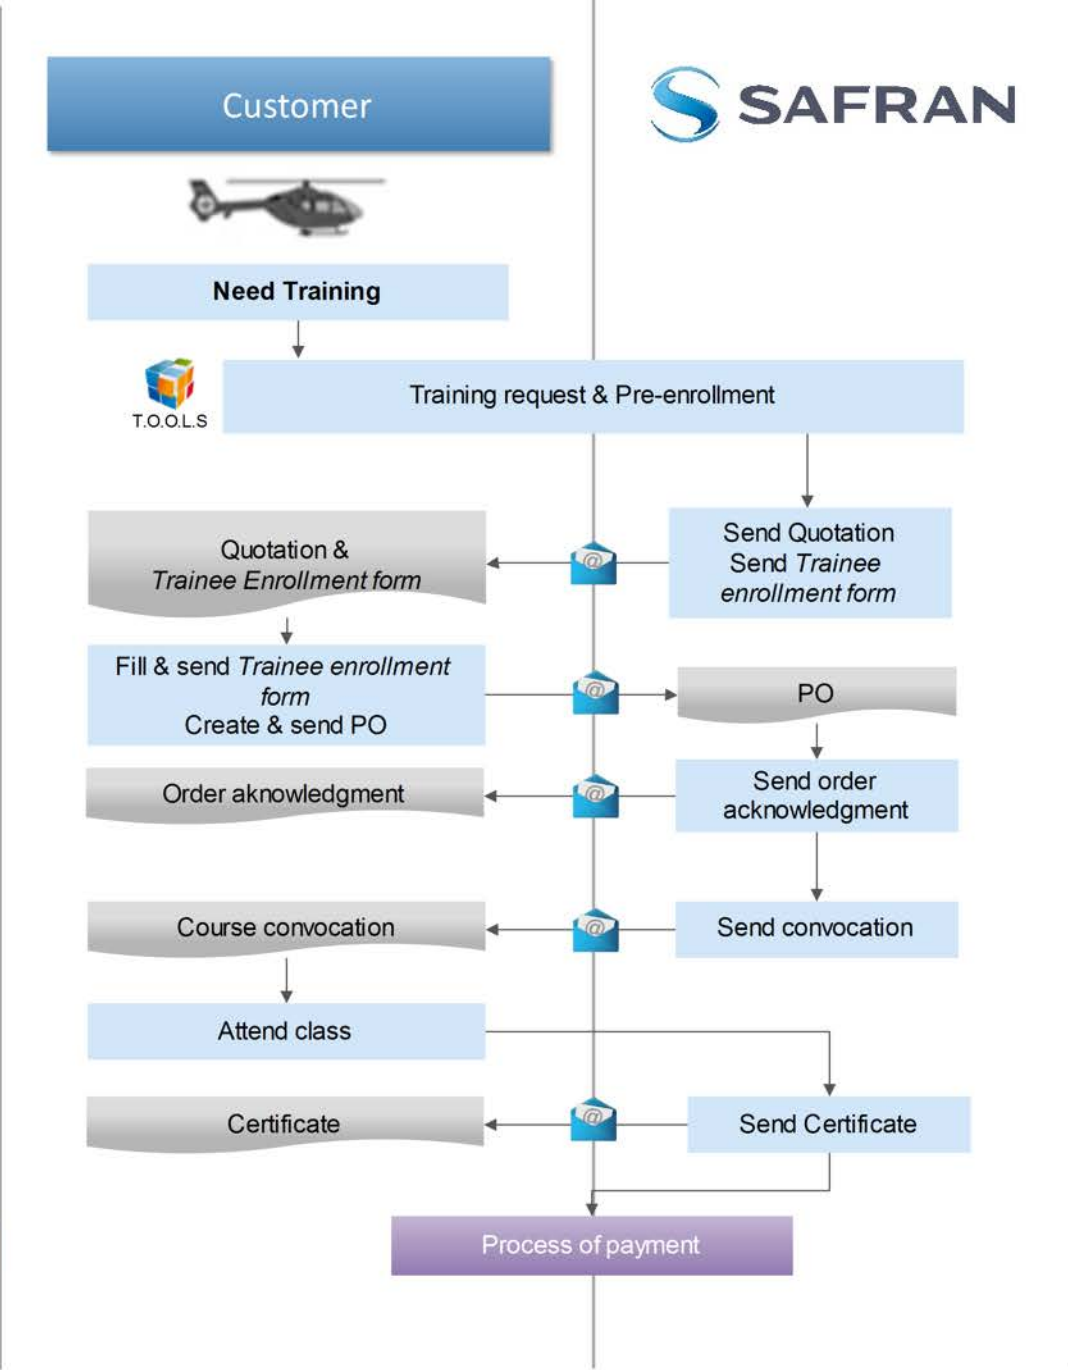 Customer
SAFRAN
Need Training
T.O.O.L.S
Training request & Pre-enrollment
Send Quotation
Send Trainee
enrollment form
Quotation &
Trainee Enrollment form
Fill & send Trainee enrollment
form
Create & send PO
PO
Send order
acknowledgment
Order aknowledgment
Send convocation
Course convocation
Attend class
Send Certificate
Certificate
Process of payment